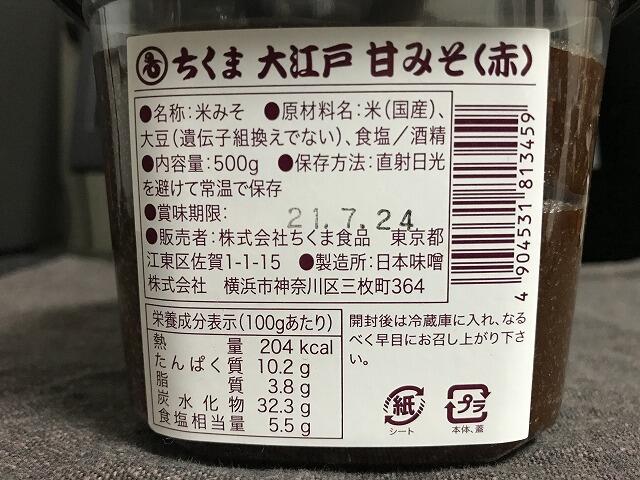 ちくま 大江戸 甘みそ(赤)
●名称:米みそ ●原材料名:米(国産)、
大豆(遺伝子組換えでない)、食塩/酒精
●内容量:500g ●保存方法:直射日光
を避けて常温で保存
●賞味期限: 21.7.24
●販売者:株式会社ちくま食品 東京都
江東区佐賀1-1-15 ●製造所:日本味噌
株式会社 横浜市神奈川区三枚町364
4 904531 813459
栄養成分表示(100gあたり)
熱量 204 kcal
たんぱく質 10.2 g
脂質 3.8 g
炭水化物 32.3 g
食塩相当量 5.5 g
開封後は冷蔵庫に入れ、なる
べく早目にお召し上がり下さ
い。
紙
シート
プラ
本体、蓋